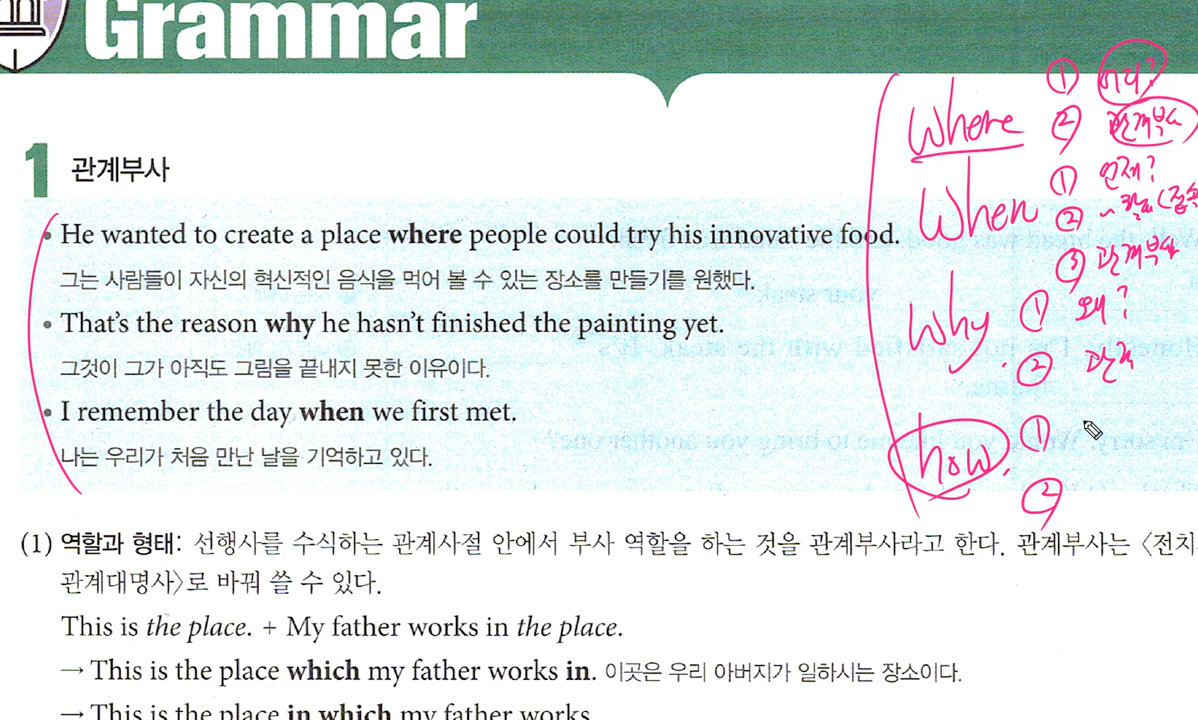 Grammar
1 관계부사
• He wanted to create a place where people could try his innovative food.
그는 사람들이 자신의 혁신적인 음식을 먹어 볼 수 있는 장소를 만들기를 원했다.
• That's the reason why he hasn't finished the painting yet.
그것이 그가 아직도 그림을 끝내지 못한 이유이다.
• I remember the day when we first met.
나는 우리가 처음 만난 날을 기억하고 있다.
where ① 어디?
② 관계부사
when ① 언제?
② ~할 때 (접속
③ 관계부사
why ① 왜?
② 관계
how. ①
②
(1) 역할과 형태: 선행사를 수식하는 관계사절 안에서 부사 역할을 하는 것을 관계부사라고 한다. 관계부사는 〈전치
관계대명사〉로 바꿔 쓸 수 있다.
This is the place. + My father works in the place.
→ This is the place which my father works in. 이곳은 우리 아버지가 일하시는 장소이다.
→ This is the place in which my father works.